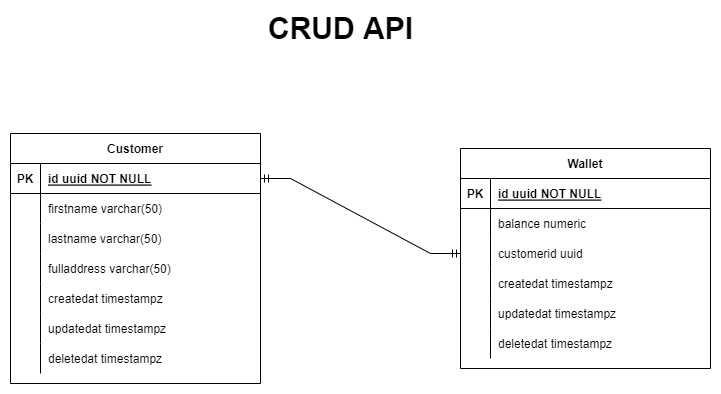 CRUD API
Customer
PK id uuid NOT NULL
firstname varchar(50)
lastname varchar(50)
fulladdress varchar(50)
createdat timestampz
updatedat timestampz
deletedat timestampz
Wallet
PK id uuid NOT NULL
balance numeric
customerid uuid
createdat timestampz
updatedat timestampz
deletedat timestampz